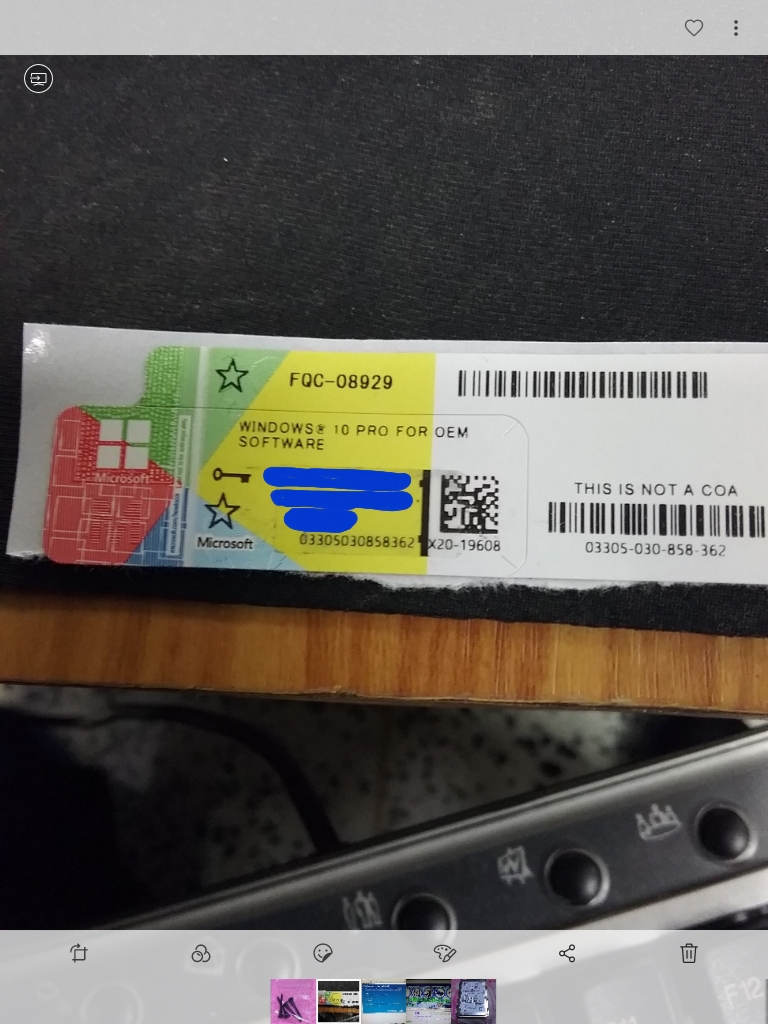 FQC-08929
WINDOWS® 10 PRO FOR OEM
SOFTWARE
Microsoft
THIS IS NOT A COA
Microsoft
03305030858362
X20-19608
03305-030-858-362
F12